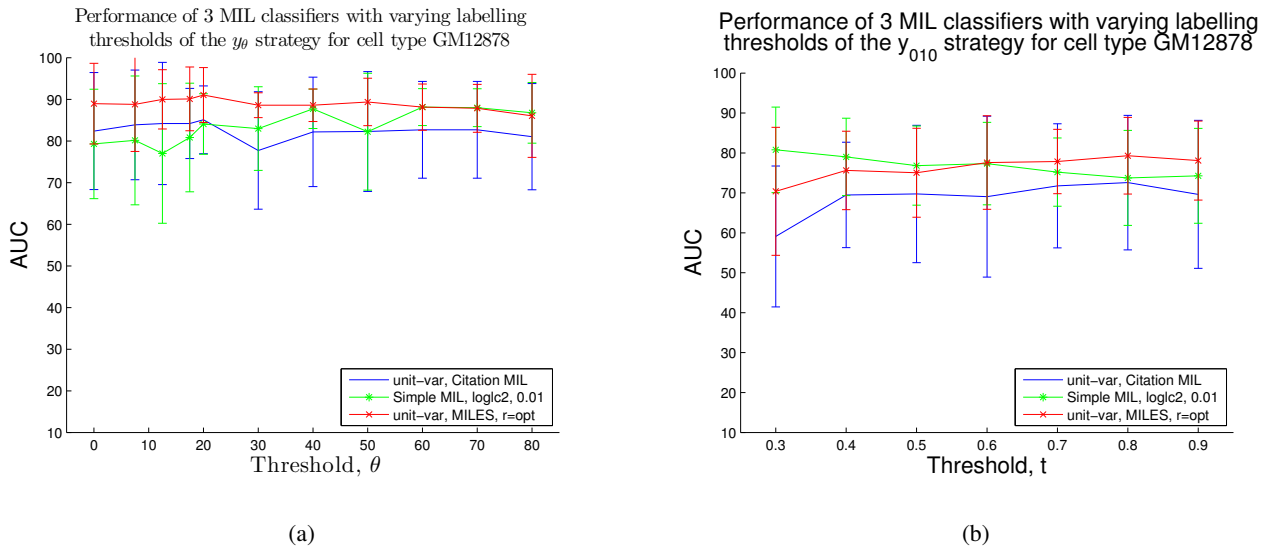 Performance of 3 MIL classifiers with varying labelling
thresholds of the y_θ strategy for cell type GM12878
100
90
80
70
60
50
40
30
20
10
AUC
unit−var, Citation MIL
Simple MIL, loglc2, 0.01
unit−var, MILES, r=opt
0 10 20 30 40 50 60 70 80
Threshold, θ
(a)
Performance of 3 MIL classifiers with varying labelling
thresholds of the y_010 strategy for cell type GM12878
100
90
80
70
60
50
40
30
20
10
AUC
unit−var, Citation MIL
Simple MIL, loglc2, 0.01
unit−var, MILES, r=opt
0.3 0.4 0.5 0.6 0.7 0.8 0.9
Threshold, t
(b)